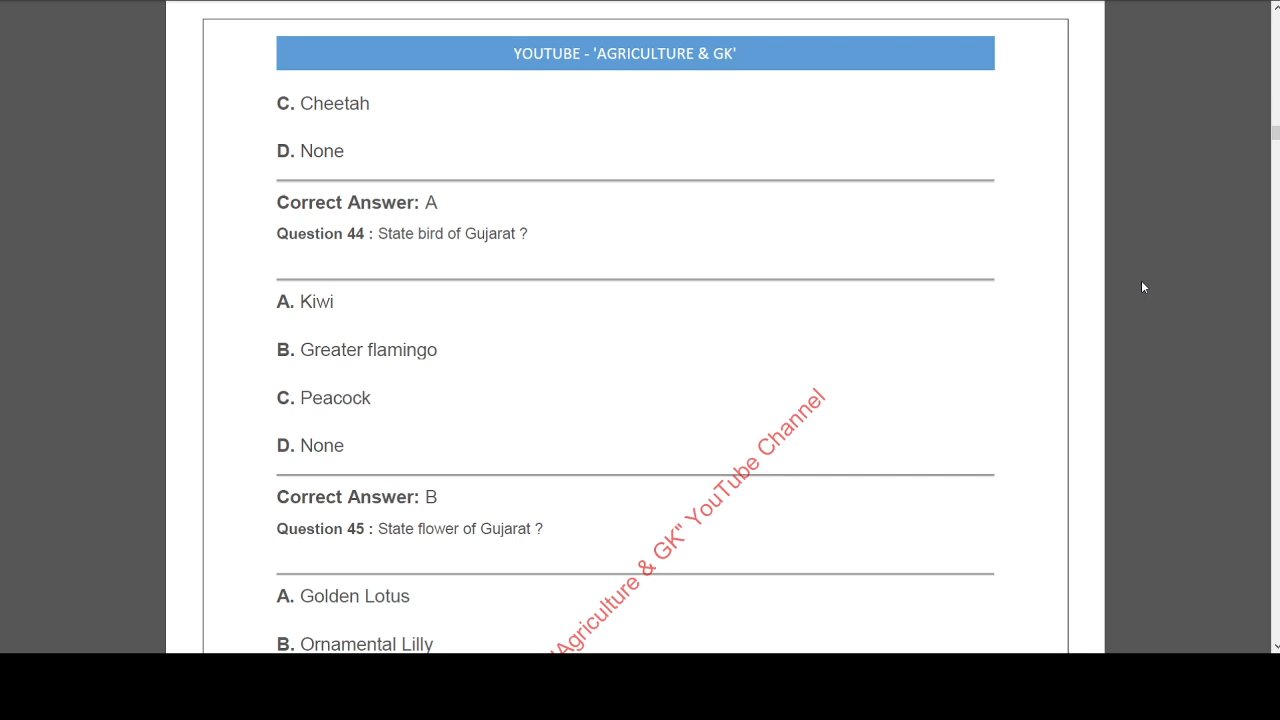 YOUTUBE - 'AGRICULTURE & GK'
C. Cheetah
D. None
Correct Answer: A
Question 44 : State bird of Gujarat ?
A. Kiwi
B. Greater flamingo
C. Peacock
D. None
Correct Answer: B
Question 45 : State flower of Gujarat ?
A. Golden Lotus
B. Ornamental Lilly
"Agriculture & GK" YouTube Channel